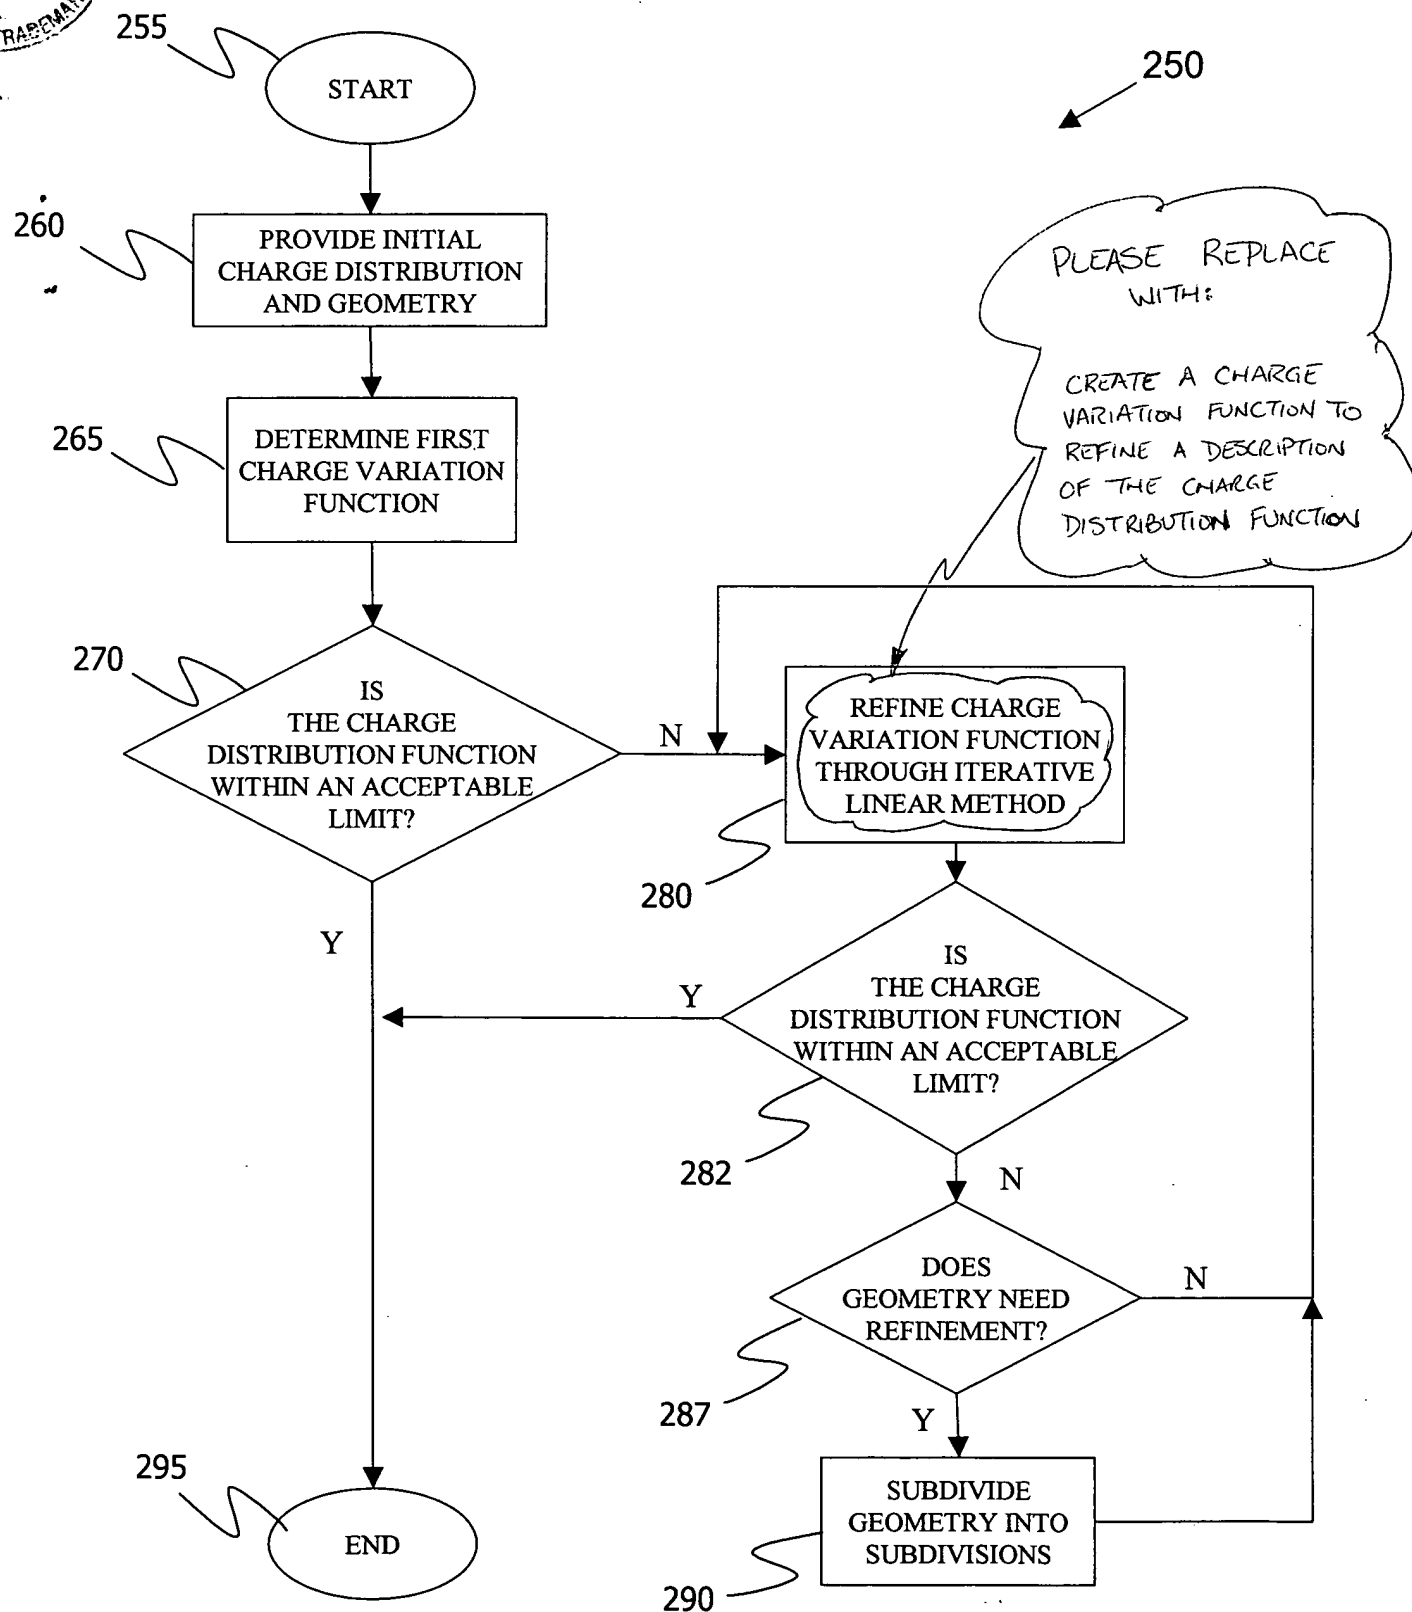 255
START
250
260
PROVIDE INITIAL
CHARGE DISTRIBUTION
AND GEOMETRY
PLEASE REPLACE
WITH:
CREATE A CHARGE
VARIATION FUNCTION TO
REFINE A DESCRIPTION
OF THE CHARGE
DISTRIBUTION FUNCTION
265
DETERMINE FIRST
CHARGE VARIATION
FUNCTION
270
IS
THE CHARGE
DISTRIBUTION FUNCTION
WITHIN AN ACCEPTABLE
LIMIT?
N
REFINE CHARGE
VARIATION FUNCTION
THROUGH ITERATIVE
LINEAR METHOD
280
Y
IS
THE CHARGE
DISTRIBUTION FUNCTION
WITHIN AN ACCEPTABLE
LIMIT?
Y
282
N
DOES
GEOMETRY NEED
REFINEMENT?
N
287
Y
295
END
SUBDIVIDE
GEOMETRY INTO
SUBDIVISIONS
290